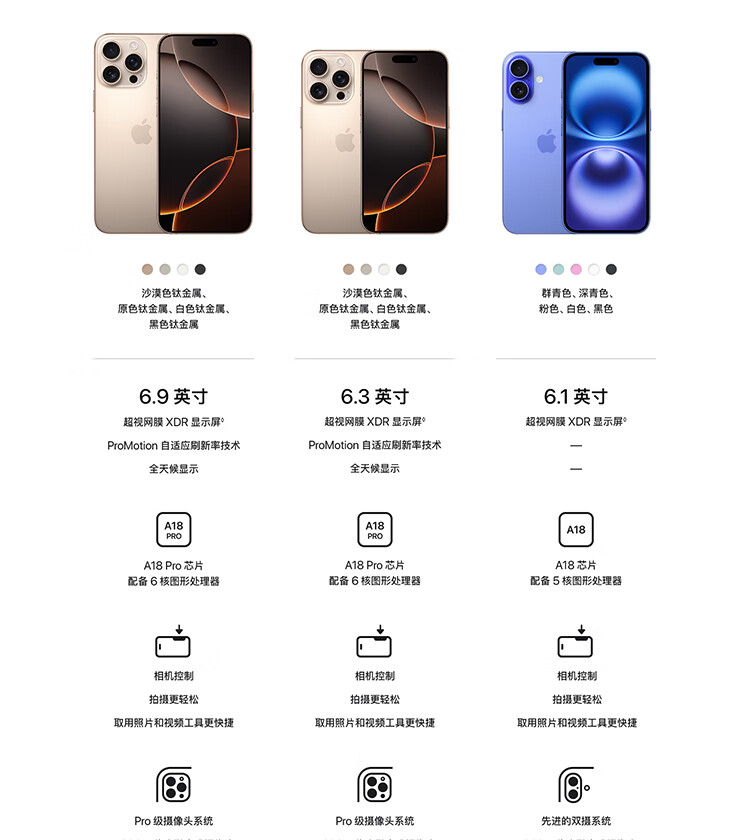 沙漠色钛金属、
原色钛金属、白色钛金属、
黑色钛金属
沙漠色钛金属、
原色钛金属、白色钛金属、
黑色钛金属
群青色、深青色、
粉色、白色、黑色
6.9 英寸
超视网膜 XDR 显示屏◊
ProMotion 自适应刷新率技术
全天候显示
6.3 英寸
超视网膜 XDR 显示屏◊
ProMotion 自适应刷新率技术
全天候显示
6.1 英寸
超视网膜 XDR 显示屏◊
—
—
A18
PRO
A18 Pro 芯片
配备 6 核图形处理器
A18
PRO
A18 Pro 芯片
配备 6 核图形处理器
A18
A18 芯片
配备 5 核图形处理器
相机控制
拍摄更轻松
取用照片和视频工具更快捷
相机控制
拍摄更轻松
取用照片和视频工具更快捷
相机控制
拍摄更轻松
取用照片和视频工具更快捷
Pro 级摄像头系统
Pro 级摄像头系统
先进的双摄系统